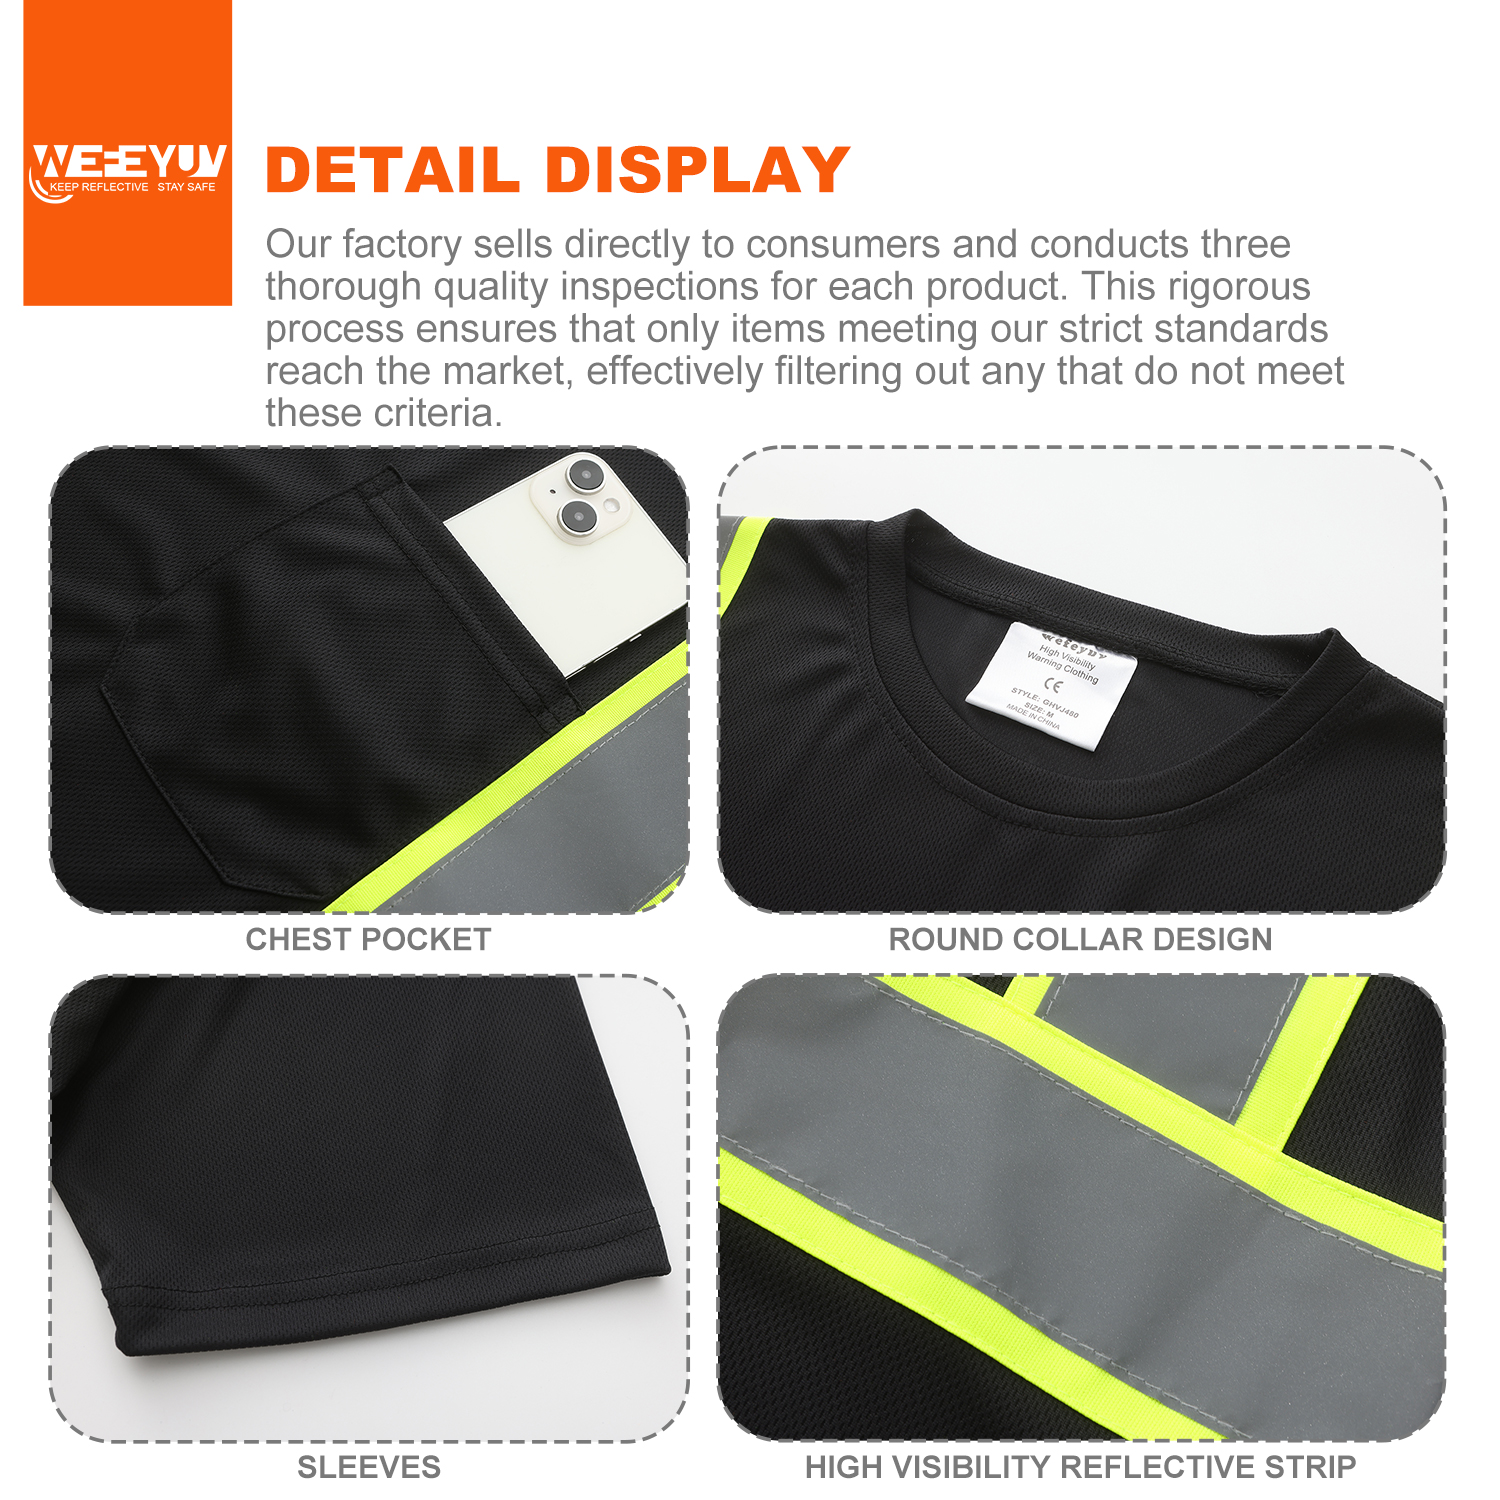 WEFEYUV
KEEP REFLECTIVE STAY SAFE
DETAIL DISPLAY
Our factory sells directly to consumers and conducts three
thorough quality inspections for each product. This rigorous
process ensures that only items meeting our strict standards
reach the market, effectively filtering out any that do not meet
these criteria.
CHEST POCKET
wefeyuv
High Visibility
Warning Clothing
CE
STYLE: GHVJ480
SIZE: M
MADE IN CHINA
ROUND COLLAR DESIGN
SLEEVES
HIGH VISIBILITY REFLECTIVE STRIP